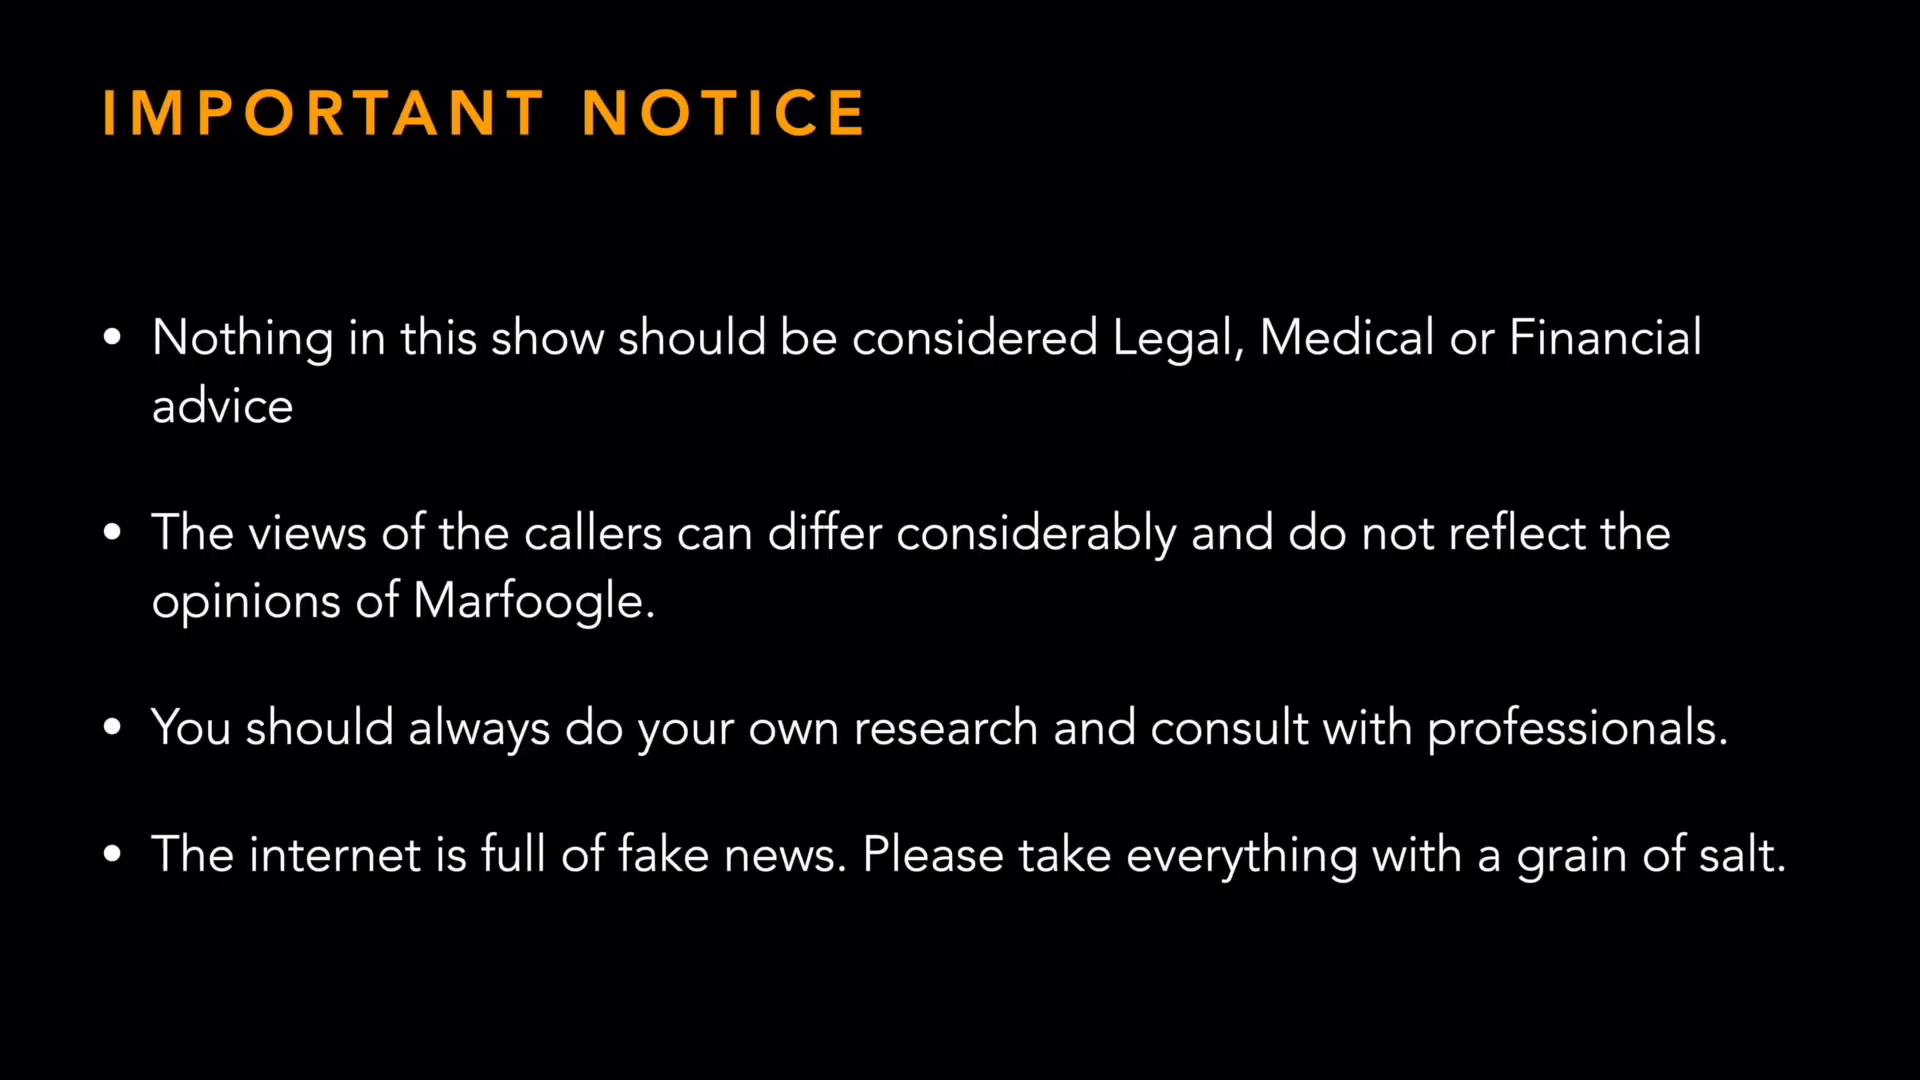 IMPORTANT NOTICE
• Nothing in this show should be considered Legal, Medical or Financial
advice
• The views of the callers can differ considerably and do not reflect the
opinions of Marfoogle.
• You should always do your own research and consult with professionals.
• The internet is full of fake news. Please take everything with a grain of salt.